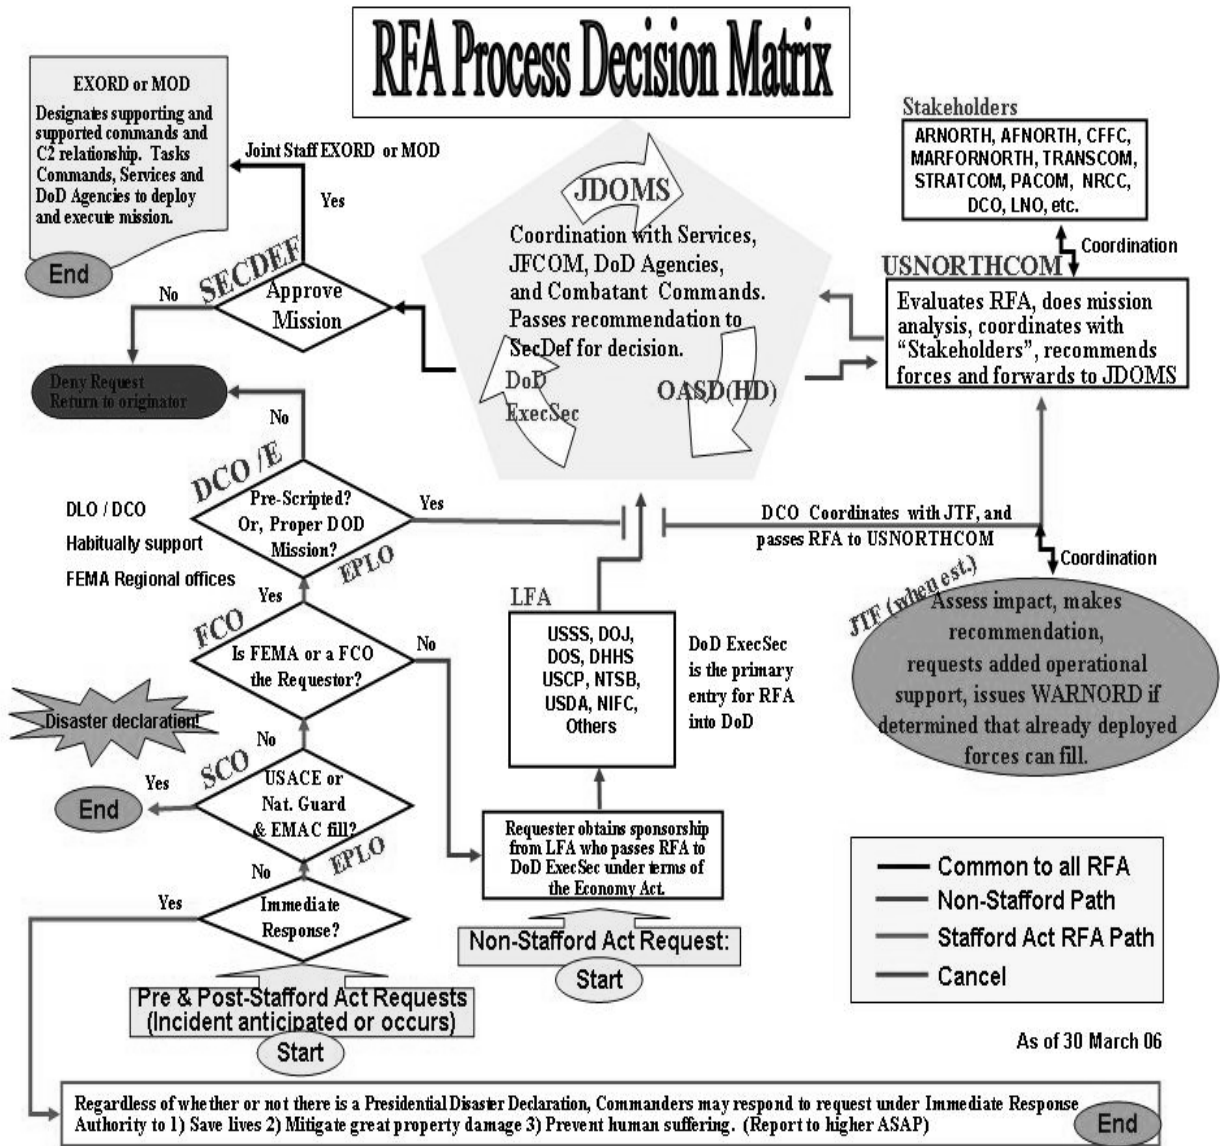 RFA Process Decision Matrix
EXORD or MOD
Designates supporting and
supported commands and
C2 relationship. Tasks
Commands, Services and
DoD Agencies to deploy
and execute mission.
End
Joint Staff EXORD or MOD
Yes
SECDEF
Approve
Mission
No
Deny Request
Return to originator
No
JDOMS
Coordination with Services,
JFCOM, DoD Agencies,
and Combatant Commands.
Passes recommendation to
SecDef for decision.
DoD
ExecSec
OASD(HD)
Stakeholders
ARNORTH, AFNORTH, CFFC,
MARFORNORTH, TRANSCOM,
STRATCOM, PACOM, NRCC,
DCO, LNO, etc.
Coordination
USNORTHCOM
Evaluates RFA, does mission
analysis, coordinates with
“Stakeholders”, recommends
forces and forwards to JDOMS
DCO /E
Pre-Scripted?
Or, Proper DOD
Mission?
EPLO
Yes
DLO / DCO
Habitually support
FEMA Regional offices
DCO Coordinates with JTF, and
passes RFA to USNORTHCOM
Coordination
JTF (when est.)
Assess impact, makes
recommendation,
requests added operational
support, issues WARNORD if
determined that already deployed
forces can fill.
Yes
FCO
Is FEMA or a FCO
the Requestor?
No
LFA
USSS, DOJ,
DOS, DHHS
USCP, NTSB,
USDA, NIFC,
Others
DoD ExecSec
is the primary
entry for RFA
into DoD
Disaster declaration!
No
SCO
USACE or
Nat. Guard
& EMAC fill?
EPLO
Yes
End
Requester obtains sponsorship
from LFA who passes RFA to
DoD ExecSec under terms of
the Economy Act.
No
Yes
Immediate
Response?
Non-Stafford Act Request:
Start
Pre & Post-Stafford Act Requests
(Incident anticipated or occurs)
Start
Common to all RFA
Non-Stafford Path
Stafford Act RFA Path
Cancel
As of 30 March 06
Regardless of whether or not there is a Presidential Disaster Declaration, Commanders may respond to request under Immediate Response
Authority to 1) Save lives 2) Mitigate great property damage 3) Prevent human suffering. (Report to higher ASAP)
End